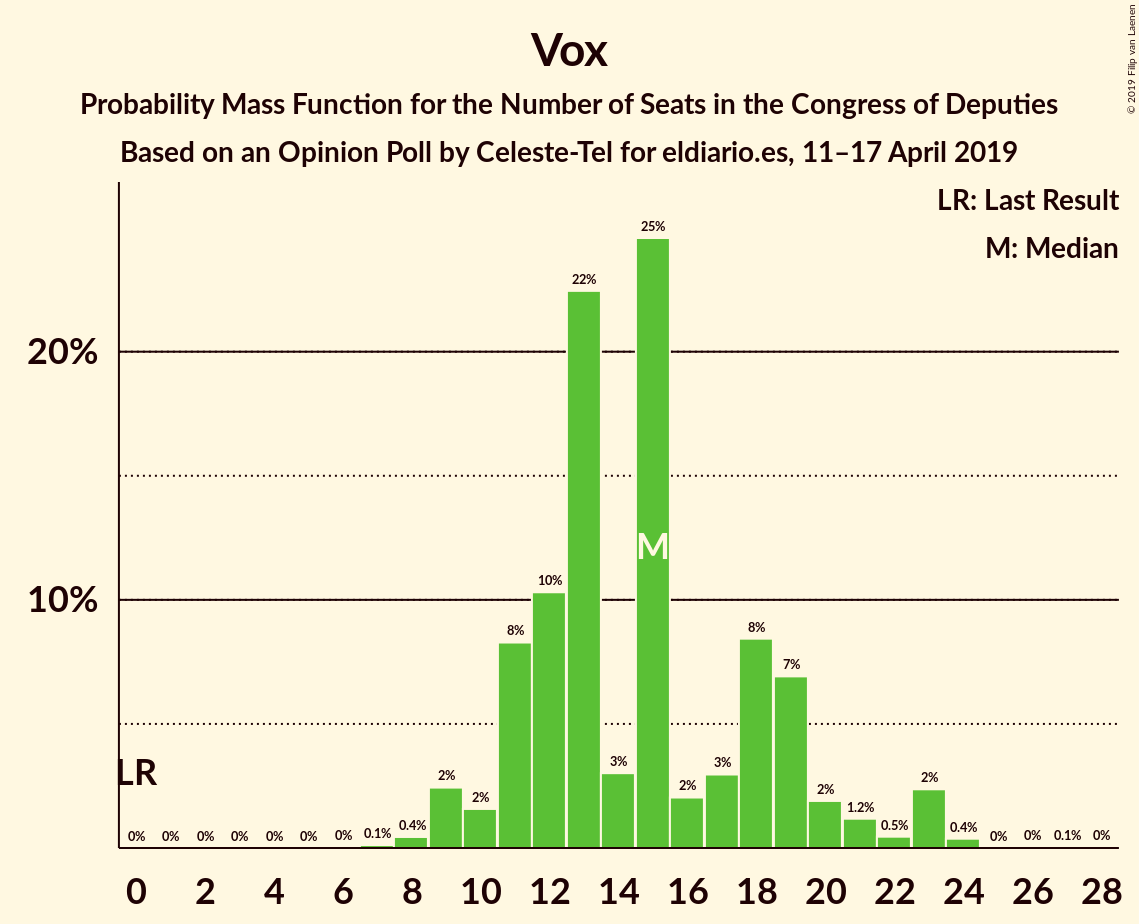 Vox
Probability Mass Function for the Number of Seats in the Congress of Deputies
Based on an Opinion Poll by Celeste-Tel for eldiario.es, 11–17 April 2019
© 2019 Filip van Laenen
LR: Last Result
M: Median
25%
22%
20%
M
10%
10%
8%
8%
7%
LR
3%
3%
2%
2%
2%
2%
2%
1.2%
0% 0% 0% 0% 0% 0% 0% 0.1% 0.4% 0.5% 0.4% 0% 0% 0.1% 0%
0 2 4 6 8 10 12 14 16 18 20 22 24 26 28